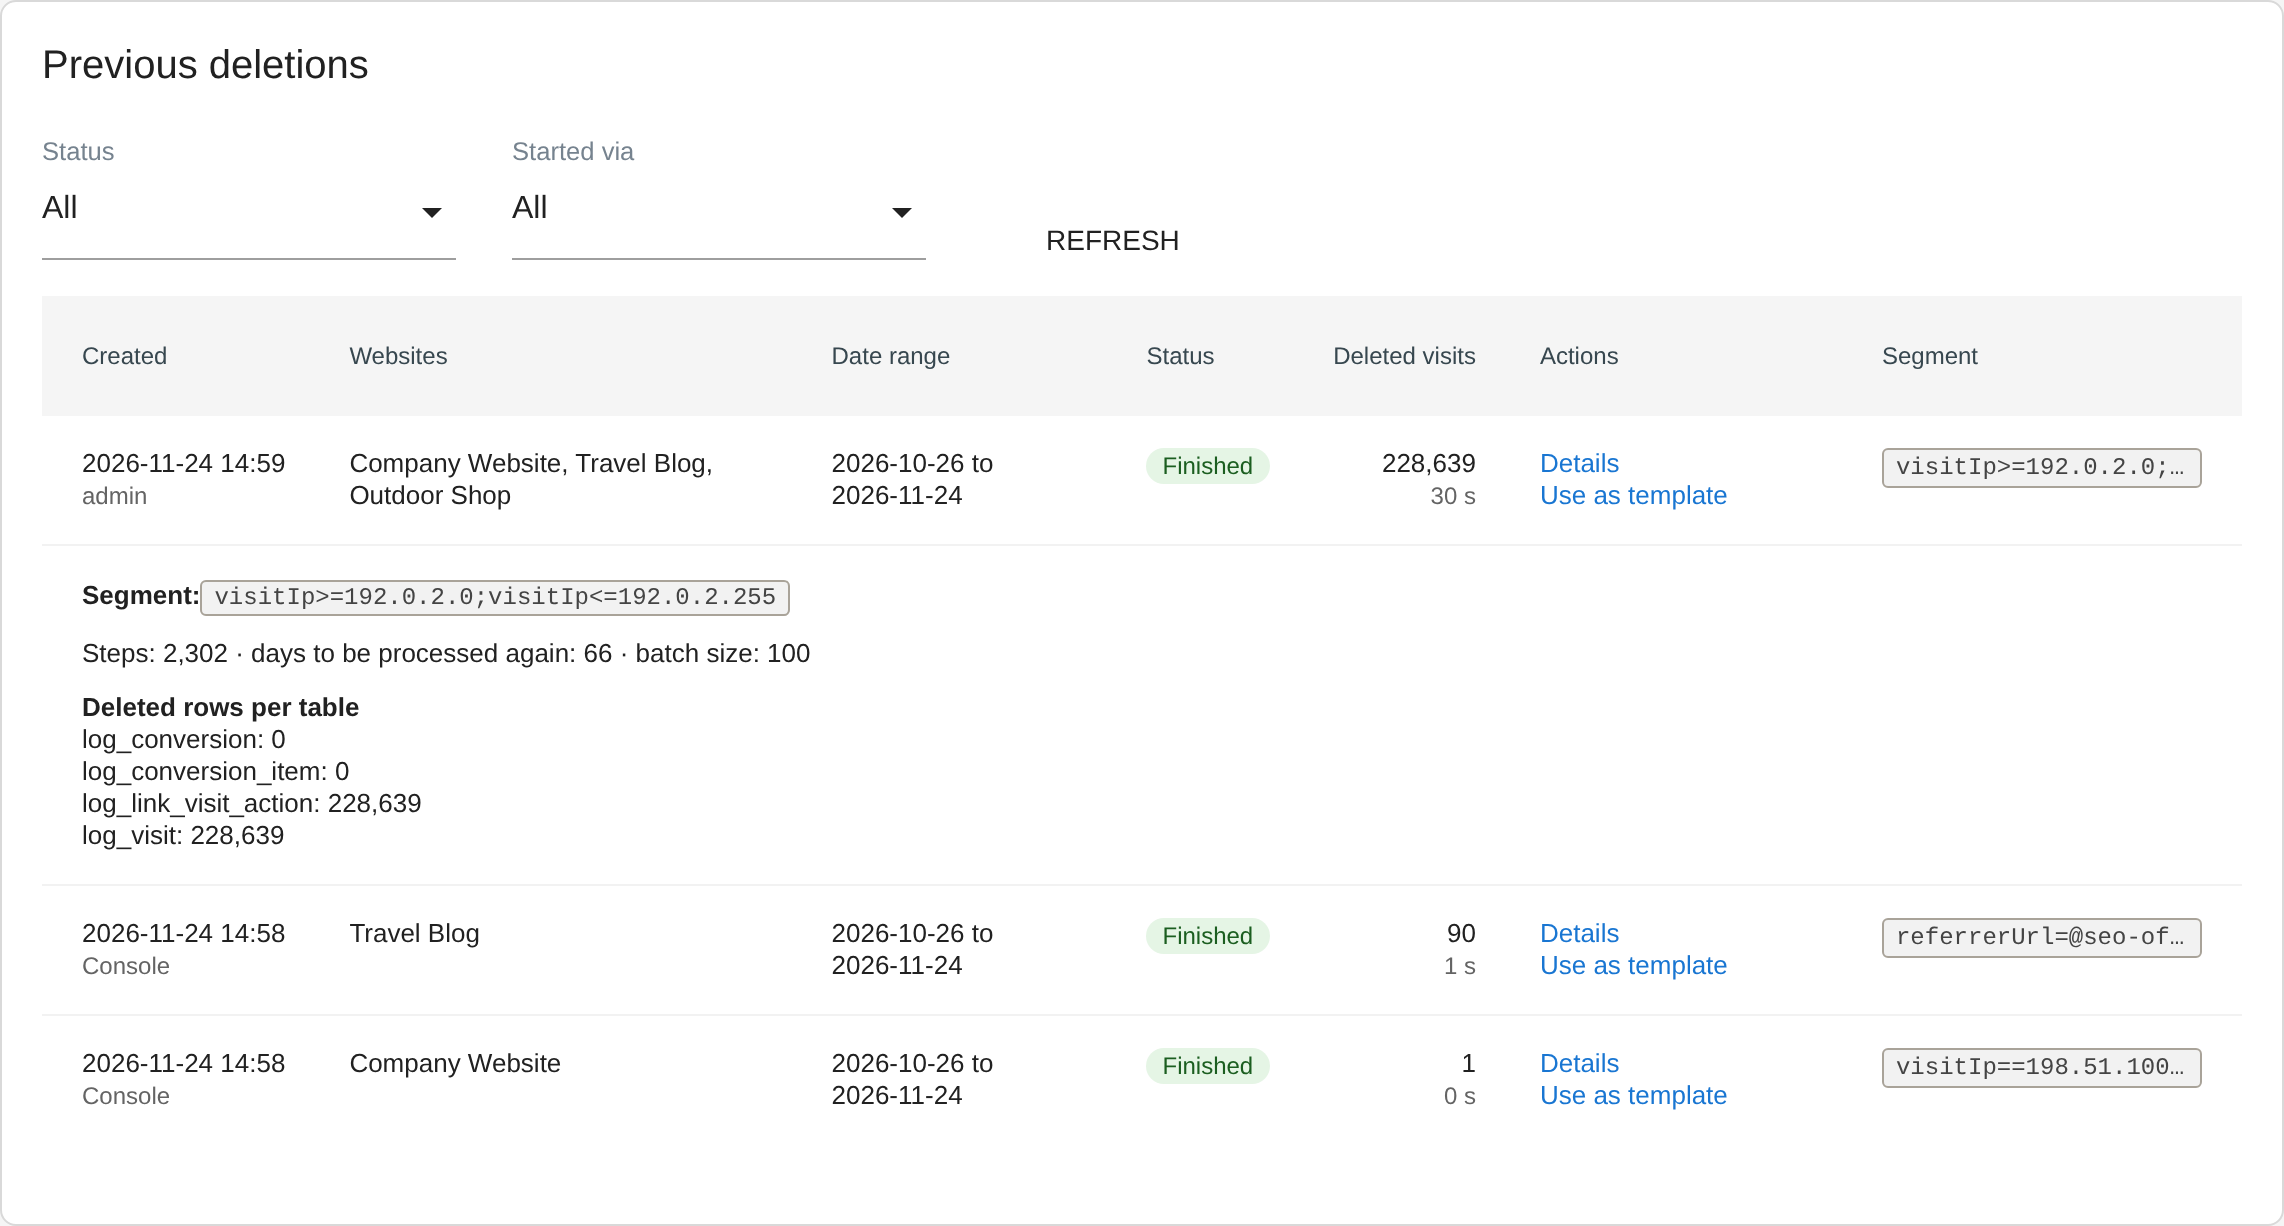 Previous deletions
Status
Started via
All
All
REFRESH
Created Websites Date range Status Deleted visits Actions Segment
2026-11-24 14:59 Company Website, Travel Blog, 2026-10-26 to Finished 228,639 Details visitIp>=192.0.2.0;…
admin Outdoor Shop 2026-11-24 30 s Use as template
Segment: visitIp>=192.0.2.0;visitIp<=192.0.2.255
Steps: 2,302 · days to be processed again: 66 · batch size: 100
Deleted rows per table
log_conversion: 0
log_conversion_item: 0
log_link_visit_action: 228,639
log_visit: 228,639
2026-11-24 14:58 Travel Blog 2026-10-26 to Finished 90 Details referrerUrl=@seo-of…
Console 2026-11-24 1 s Use as template
2026-11-24 14:58 Company Website 2026-10-26 to Finished 1 Details visitIp==198.51.100…
Console 2026-11-24 0 s Use as template